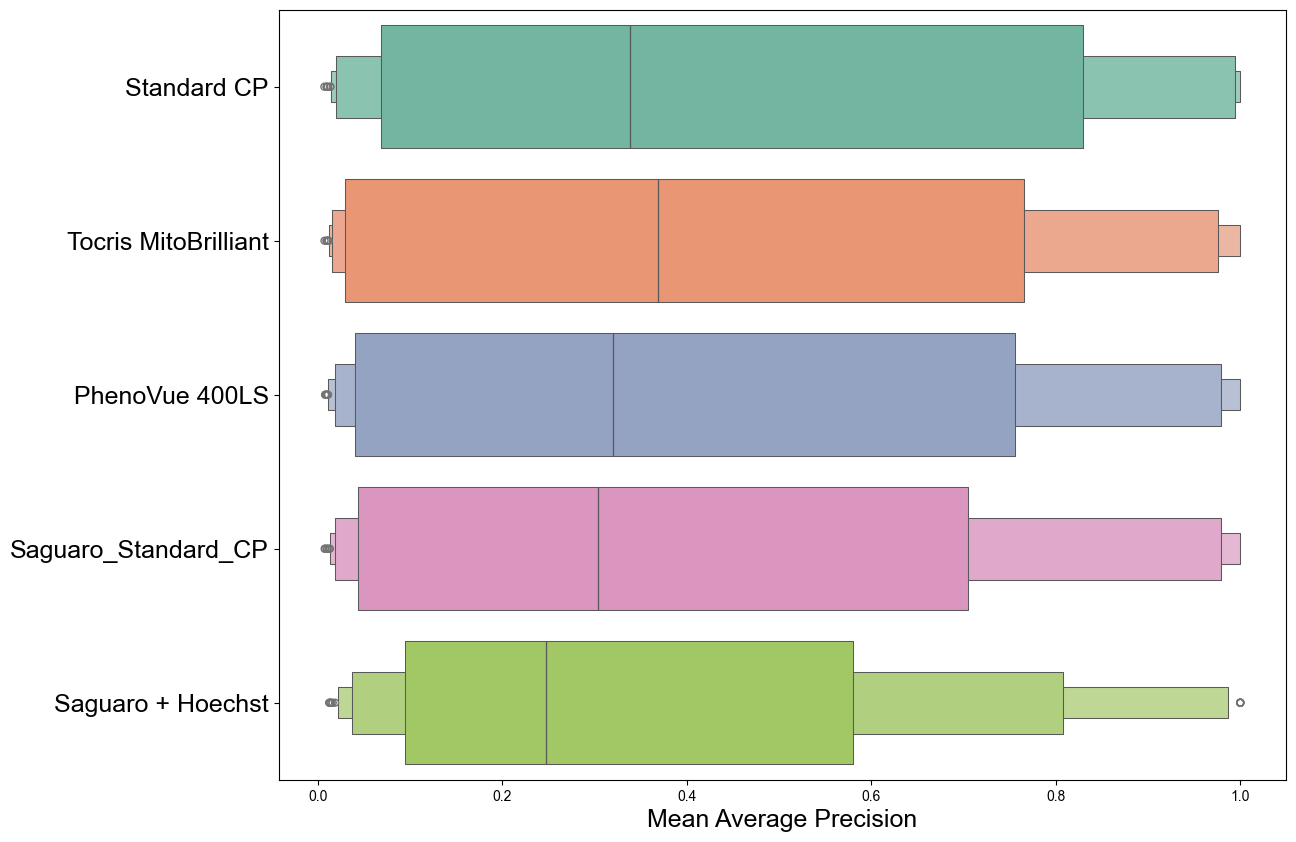 Standard CP
Tocris MitoBrilliant
PhenoVue 400LS
Saguaro_Standard_CP
Saguaro + Hoechst
0.0 0.2 0.4 0.6 0.8 1.0
Mean Average Precision